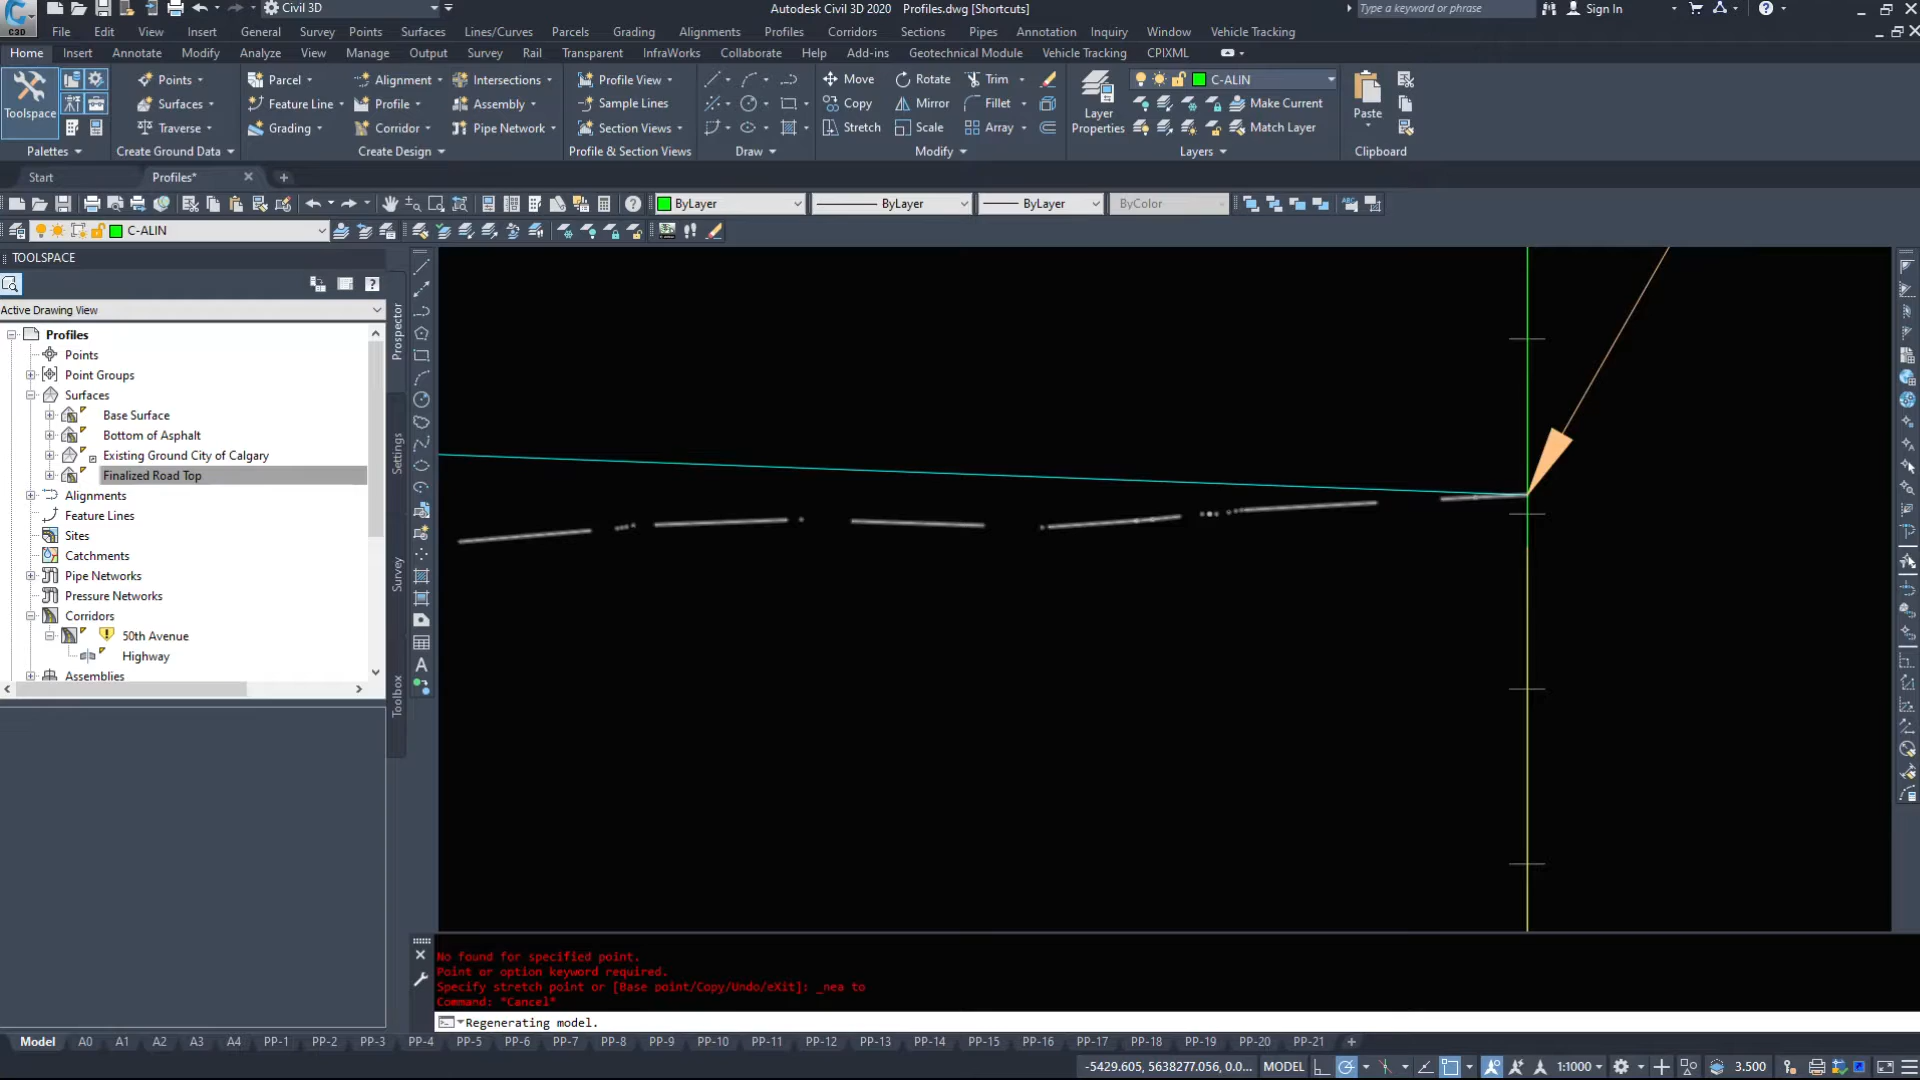 Civil 3D
Autodesk Civil 3D 2020 Profiles.dwg [Shortcuts]
Type a keyword or phrase
Sign In
C3D
File Edit View Insert General Survey Points Surfaces Lines/Curves Parcels Grading Alignments Profiles Corridors Sections Pipes Annotation Inquiry Window Vehicle Tracking
Home Insert Annotate Modify Analyze View Manage Output Survey Rail Transparent InfraWorks Collaborate Help Add-ins Geotechnical Module Vehicle Tracking CPIXML
Points Parcel Alignment Intersections Profile View Move Rotate Trim C-ALIN
Toolspace Surfaces Feature Line Profile Assembly Sample Lines Copy Mirror Fillet Layer Properties Make Current Paste
Traverse Grading Corridor Pipe Network Section Views Stretch Scale Array Match Layer
Palettes Create Ground Data Create Design Profile & Section Views Draw Modify Layers Clipboard
Start Profiles*
ByLayer ByLayer ByLayer ByColor
C-ALIN
TOOLSPACE
Active Drawing View
Profiles
Points
Point Groups
Surfaces
Base Surface
Bottom of Asphalt
Existing Ground City of Calgary
Finalized Road Top
Alignments
Feature Lines
Sites
Catchments
Pipe Networks
Pressure Networks
Corridors
50th Avenue
Highway
Assemblies
Prospector
Settings
Survey
Toolbox
No found for specified point.
Point or option keyword required.
Specify stretch point or [Base point/Copy/Undo/eXit]: _nea to
Command: *Cancel*
Regenerating model.
Model A0 A1 A2 A3 A4 PP-1 PP-2 PP-3 PP-4 PP-5 PP-6 PP-7 PP-8 PP-9 PP-10 PP-11 PP-12 PP-13 PP-14 PP-15 PP-16 PP-17 PP-18 PP-19 PP-20 PP-21
-5429.605, 5638277.056, 0.0... MODEL 1:1000 3.500